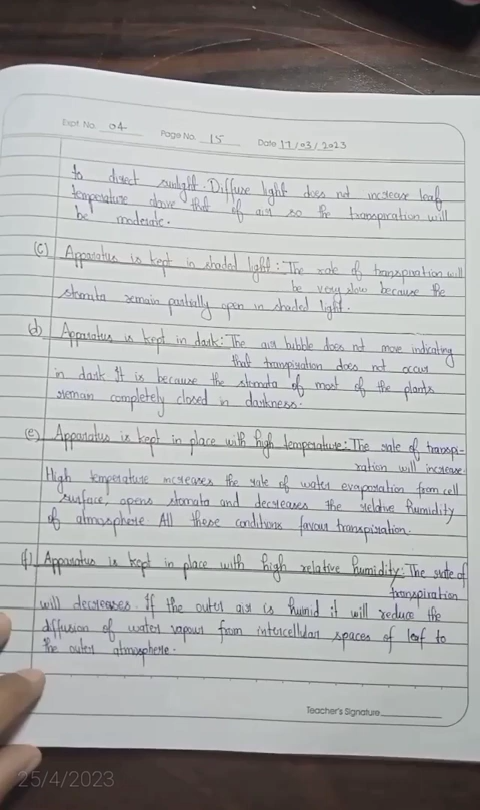 Expt. No. 04 Page No. 15 Date 17/03/2023
to direct sunlight. Diffuse light does not increase leaf
temperature above that of air so the transpiration will
be moderate.
(c) Apparatus is kept in shaded light: The rate of transpiration will
be very slow because the
stomata remain partially open in shaded light.
(d) Apparatus is kept in dark: The air bubble does not move indicating
that transpiration does not occur
in dark. It is because the stomata of most of the plants
reman completely closed in darkness.
(e) Apparatus is kept in place with high temperature: The rate of transpi-
ration will increase.
High temperature increases the rate of water evaporation from cell
surface, opens stomata and decreases the relative humidity
of atmosphere. All these conditions favour transpiration.
(f) Apparatus is kept in place with high relative humidity: The rate of
transpiration
will decreases. If the outer air is humid it will reduce the
diffusion of water vapour from intercellular spaces of leaf to
the outer atmosphere.
Teacher's Signature
25/4/2023